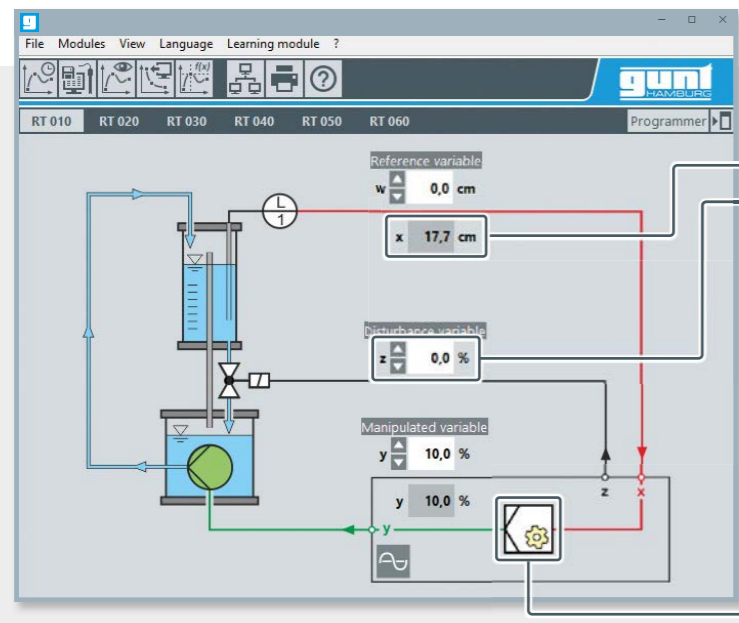 File Modules View Language Learning module ?
f(x)
gunt
HAMBURG
RT 010 RT 020 RT 030 RT 040 RT 050 RT 060 Programmer
Reference variable
w 0,0 cm
L
1
x 17,7 cm
Disturbance variable
z 0,0 %
Manipulated variable
y 10,0 %
z x
y 10,0 %
y